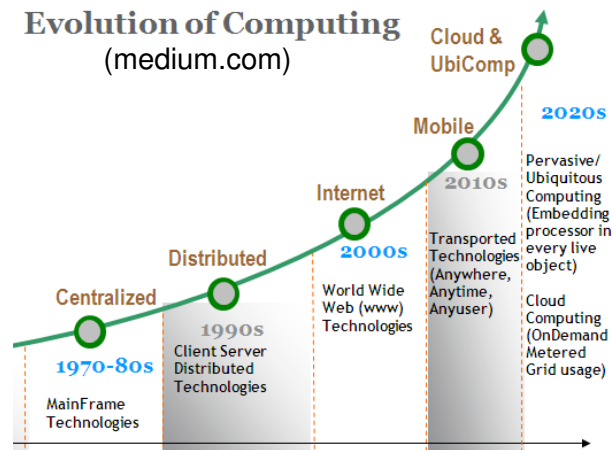 Evolution of Computing
(medium.com)
Centralized
1970-80s
MainFrame
Technologies
Distributed
1990s
Client Server
Distributed
Technologies
Internet
2000s
World Wide
Web (www)
Technologies
Mobile
2010s
Transported
Technologies
(Anywhere,
Anytime,
Anyuser)
Cloud &
UbiComp
2020s
Pervasive/
Ubiquitous
Computing
(Embedding
processor in
every live
object)
Cloud
Computing
(OnDemand
Metered
Grid usage)